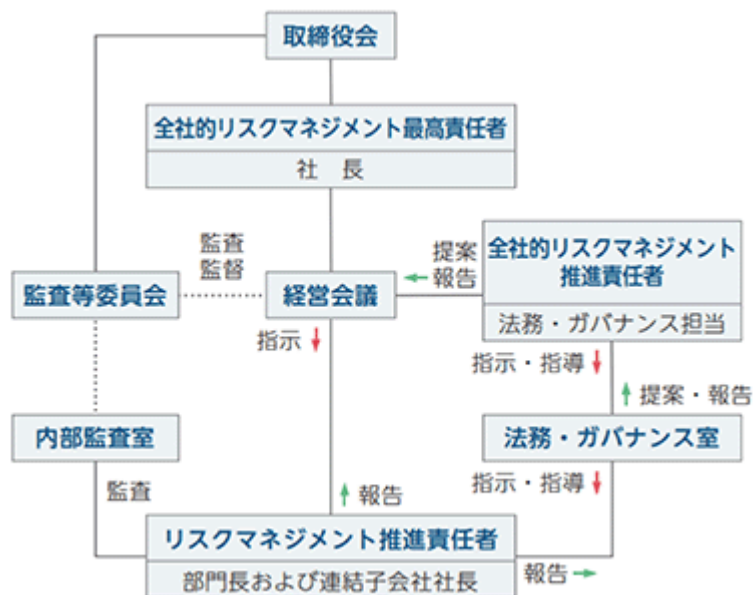 取締役会
全社的リスクマネジメント最高責任者
社 長
監査
監督
提案
報告
全社的リスクマネジメント
推進責任者
法務・ガバナンス担当
監査等委員会
経営会議
指示
指示・指導
提案・報告
内部監査室
法務・ガバナンス室
監査
報告
指示・指導
リスクマネジメント推進責任者
部門長および連結子会社社長
報告